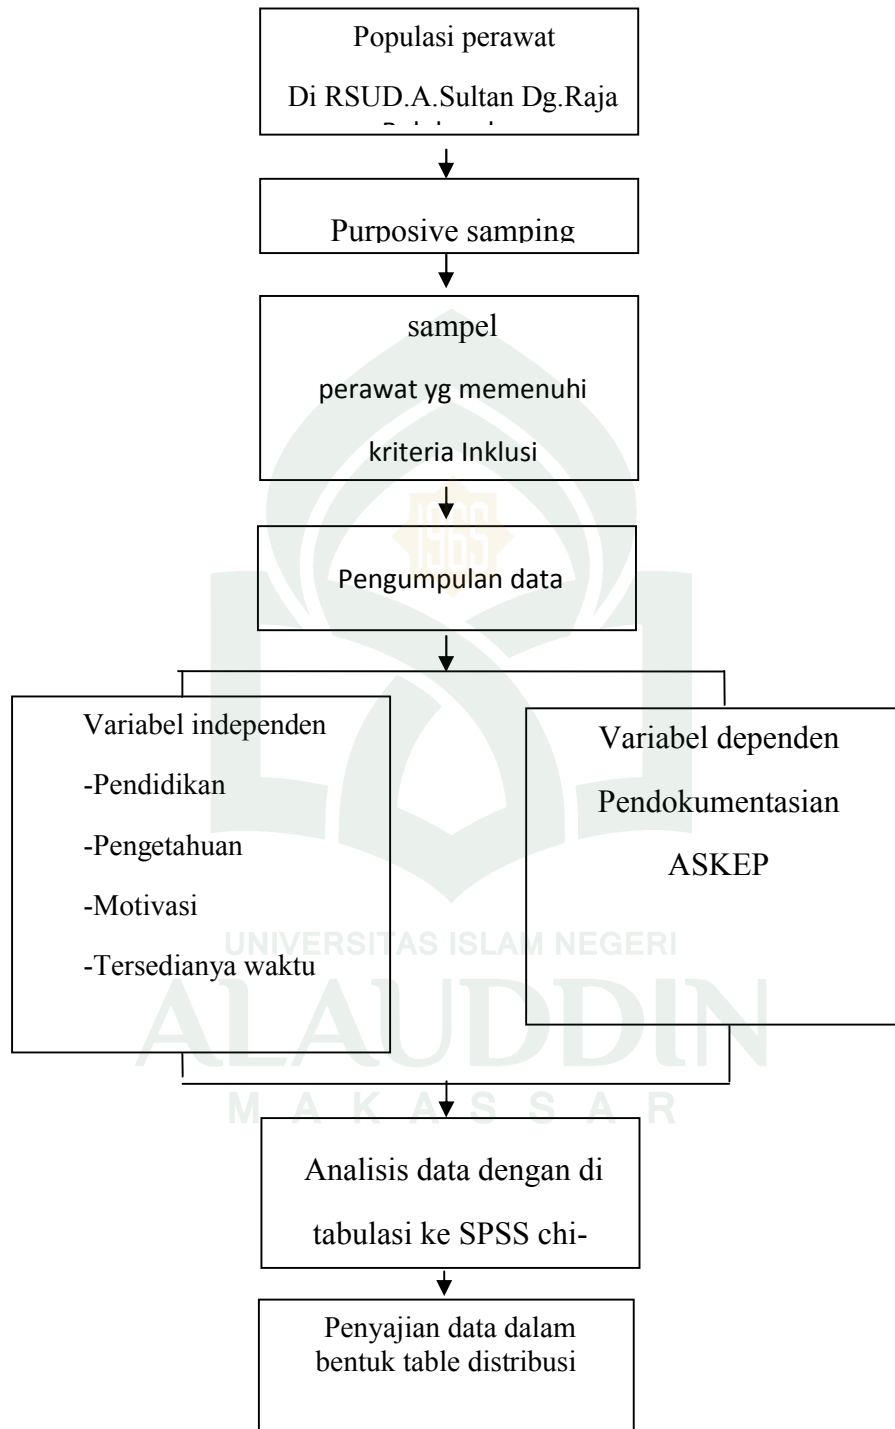 Populasi perawat
Di RSUD.A.Sultan Dg.Raja
Purposive samping
sampel
perawat yg memenuhi
kriteria Inklusi
Pengumpulan data
Variabel independen
-Pendidikan
-Pengetahuan
-Motivasi
-Tersedianya waktu
Variabel dependen
Pendokumentasian
ASKEP
UNIVERSITAS ISLAM NEGERI
ALAUDDIN
MAKASSAR
Analisis data dengan di
tabulasi ke SPSS chi-
Penyajian data dalam
bentuk table distribusi